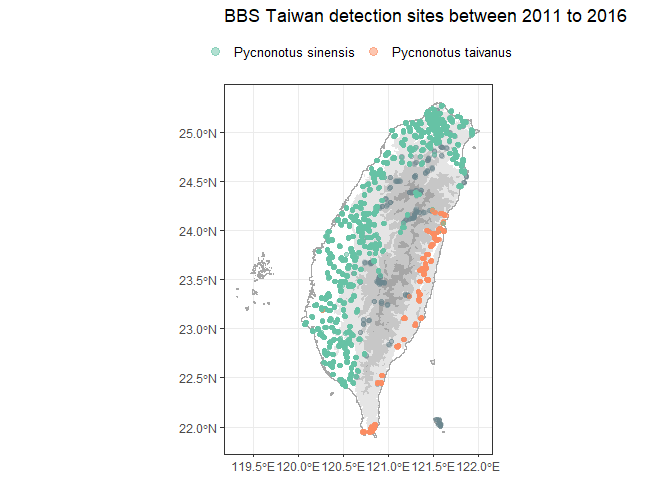 BBS Taiwan detection sites between 2011 to 2016
Pycnonotus sinensis Pycnonotus taivanus
25.0°N
24.5°N
24.0°N
23.5°N
23.0°N
22.5°N
22.0°N
119.5°E 120.0°E 120.5°E 121.0°E 121.5°E 122.0°E